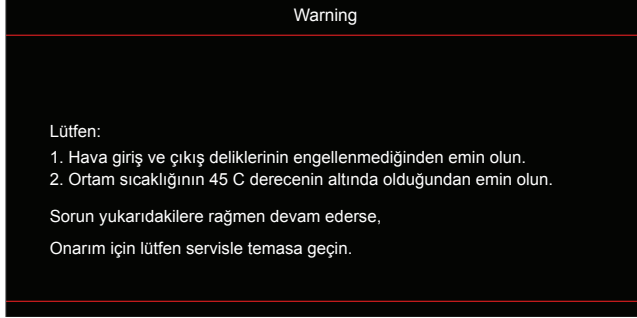 Warning
Lütfen:
1. Hava giriş ve çıkış deliklerinin engellenmediğinden emin olun.
2. Ortam sıcaklığının 45 C derecenin altında olduğundan emin olun.
Sorun yukarıdakilere rağmen devam ederse,
Onarım için lütfen servisle temasa geçin.